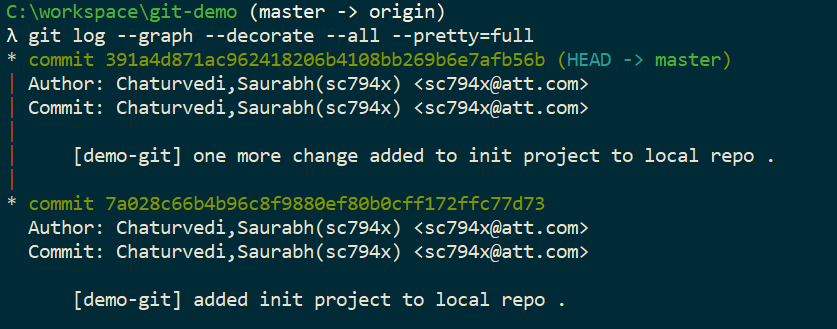 C:\workspace\git-demo (master -> origin)
λ git log --graph --decorate --all --pretty=full
* commit 391a4d871ac962418206b4108bb269b6e7afb56b (HEAD -> master)
| Author: Chaturvedi,Saurabh(sc794x) <sc794x@att.com>
| Commit: Chaturvedi,Saurabh(sc794x) <sc794x@att.com>
|
|     [demo-git] one more change added to init project to local repo .
|
* commit 7a028c66b4b96c8f9880ef80b0cff172ffc77d73
  Author: Chaturvedi,Saurabh(sc794x) <sc794x@att.com>
  Commit: Chaturvedi,Saurabh(sc794x) <sc794x@att.com>

      [demo-git] added init project to local repo .